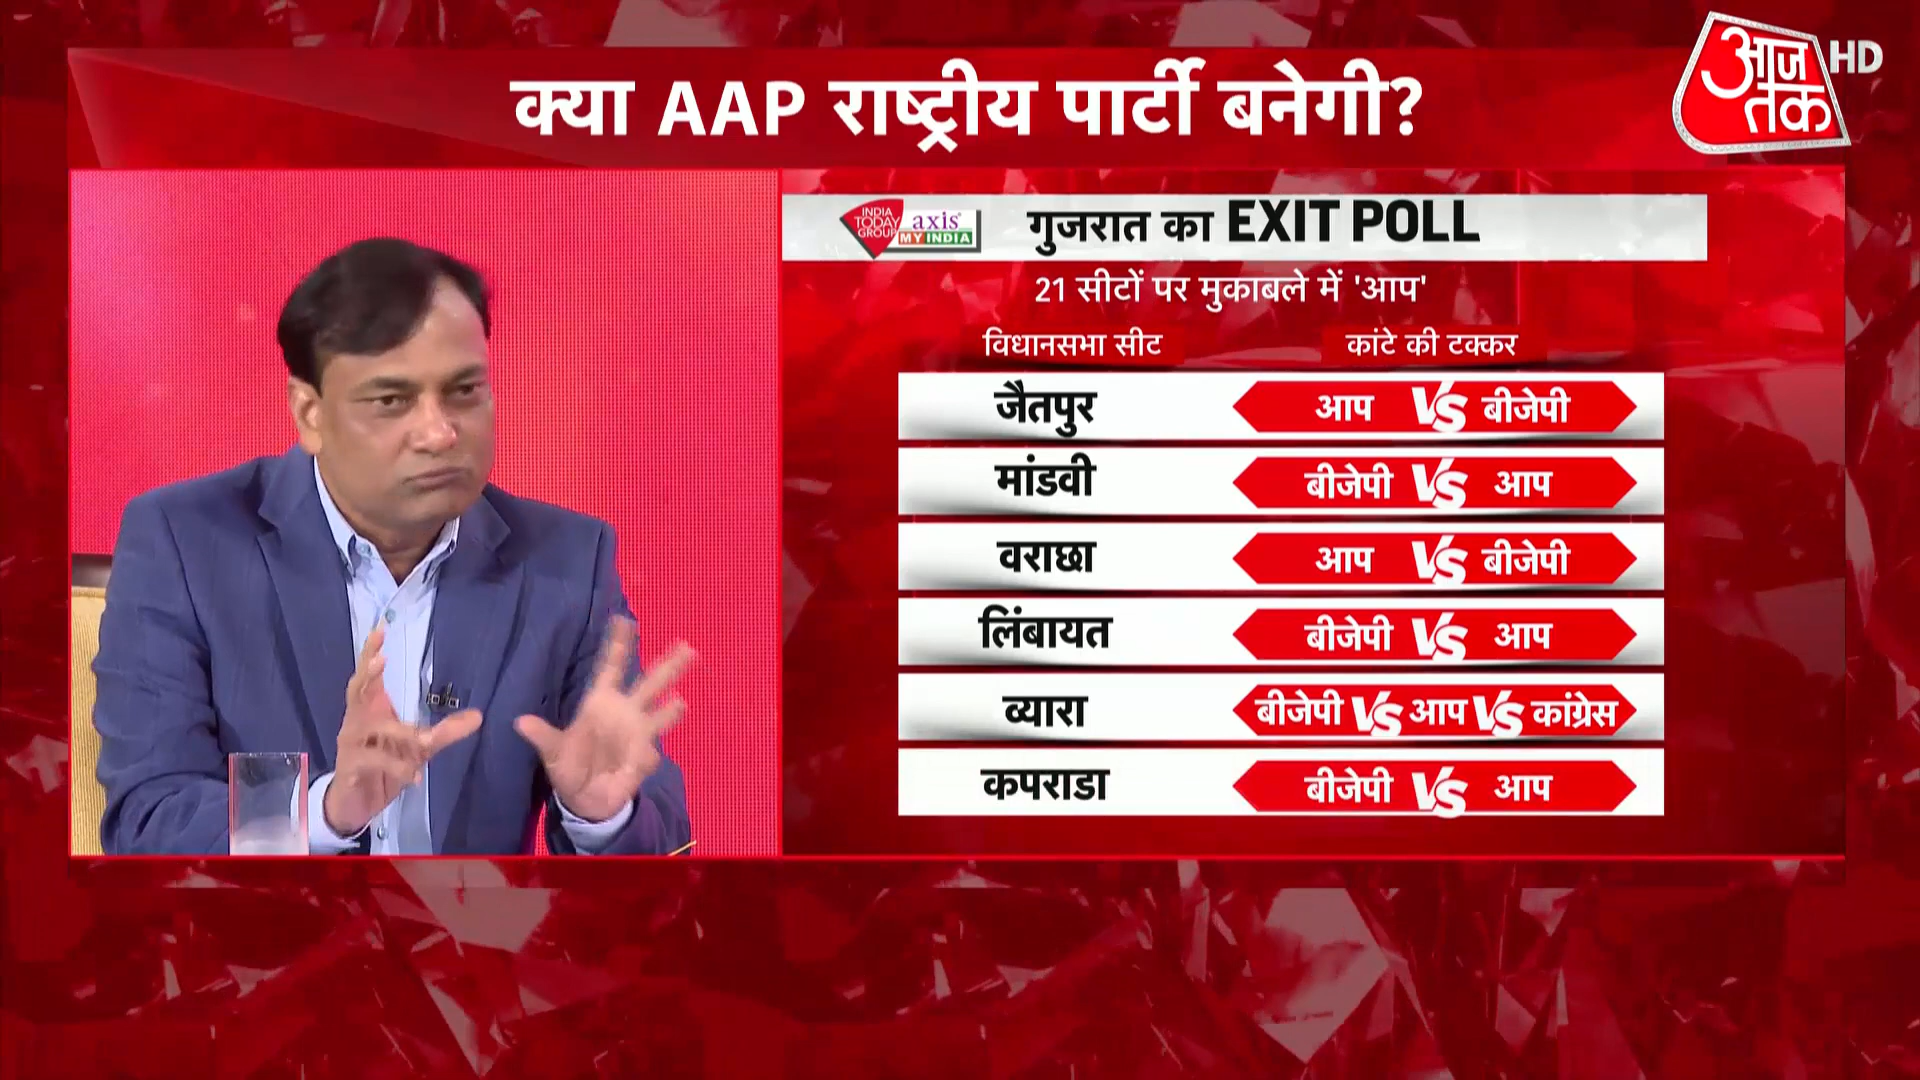 क्या AAP राष्ट्रीय पार्टी बनेगी?
आज तक HD
INDIA TODAY GROUP axis MY INDIA
गुजरात का EXIT POLL
21 सीटों पर मुकाबले में 'आप'
विधानसभा सीट कांटे की टक्कर
जैतपुर आप VS बीजेपी
मांडवी बीजेपी VS आप
वराछा आप VS बीजेपी
लिंबायत बीजेपी VS आप
व्यारा बीजेपी VS आप VS कांग्रेस
कपराडा बीजेपी VS आप